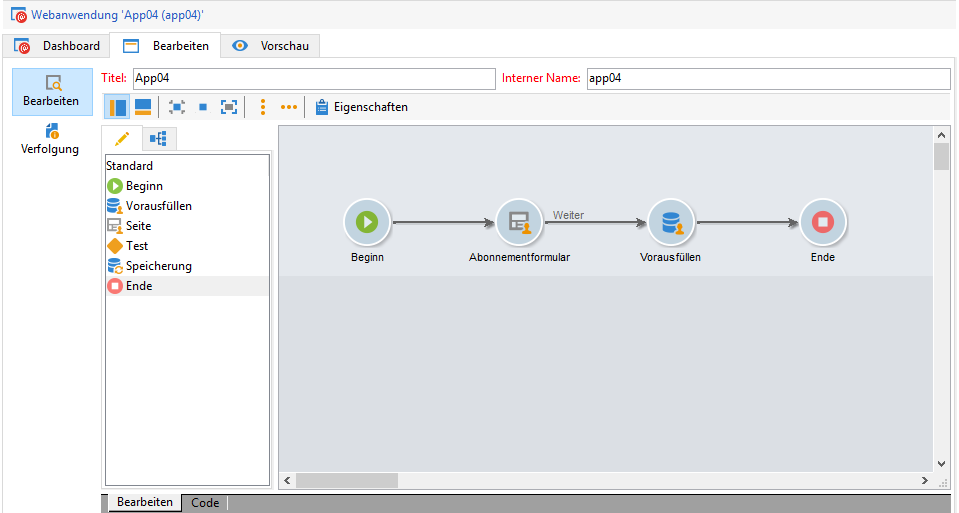 Webanwendung 'App04 (app04)'
Dashboard Bearbeiten Vorschau
Bearbeiten
Verfolgung
Titel: App04 Interner Name: app04
Eigenschaften
Standard
Beginn
Vorausfüllen
Seite
Test
Speicherung
Ende
Weiter
Beginn Abonnementformular Vorausfüllen Ende
Bearbeiten Code